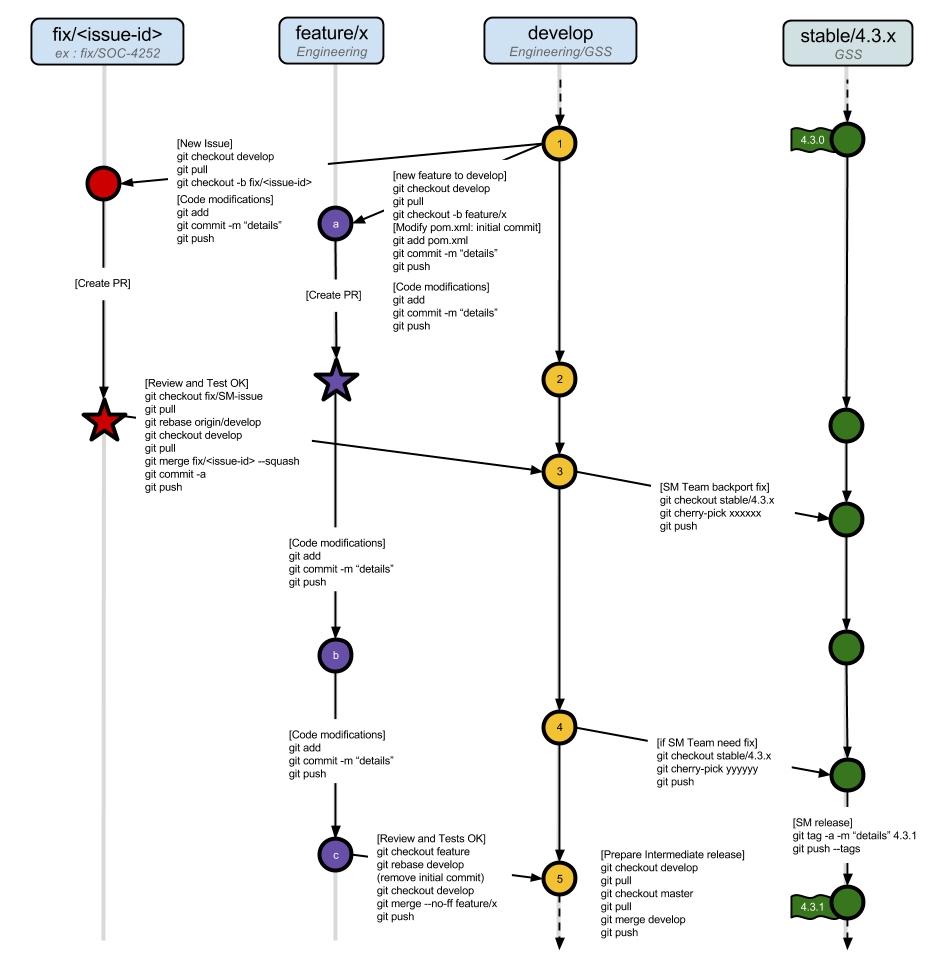 fix/<issue-id>
ex : fix/SOC-4252
feature/x
Engineering
develop
Engineering/GSS
stable/4.3.x
GSS
4.3.0
1
[New Issue]
git checkout develop
git pull
git checkout -b fix/<issue-id>
[Code modifications]
git add
git commit -m “details”
git push
[new feature to develop]
git checkout develop
git pull
git checkout -b feature/x
[Modify pom.xml: initial commit]
git add pom.xml
git commit -m “details”
git push
a
[Code modifications]
git add
git commit -m “details”
git push
[Create PR]
[Create PR]
2
[Review and Test OK]
git checkout fix/SM-issue
git pull
git rebase origin/develop
git checkout develop
git pull
git merge fix/<issue-id> --squash
git commit -a
git push
3
[SM Team backport fix]
git checkout stable/4.3.x
git cherry-pick xxxxxx
git push
[Code modifications]
git add
git commit -m “details”
git push
b
4
[if SM Team need fix]
git checkout stable/4.3.x
git cherry-pick yyyyyy
git push
[Code modifications]
git add
git commit -m “details”
git push
[SM release]
git tag -a -m “details” 4.3.1
git push --tags
c
[Review and Tests OK]
git checkout feature
git rebase develop
(remove initial commit)
git checkout develop
git merge --no-ff feature/x
git push
5
[Prepare Intermediate release]
git checkout develop
git pull
git checkout master
git pull
git merge develop
git push
4.3.1